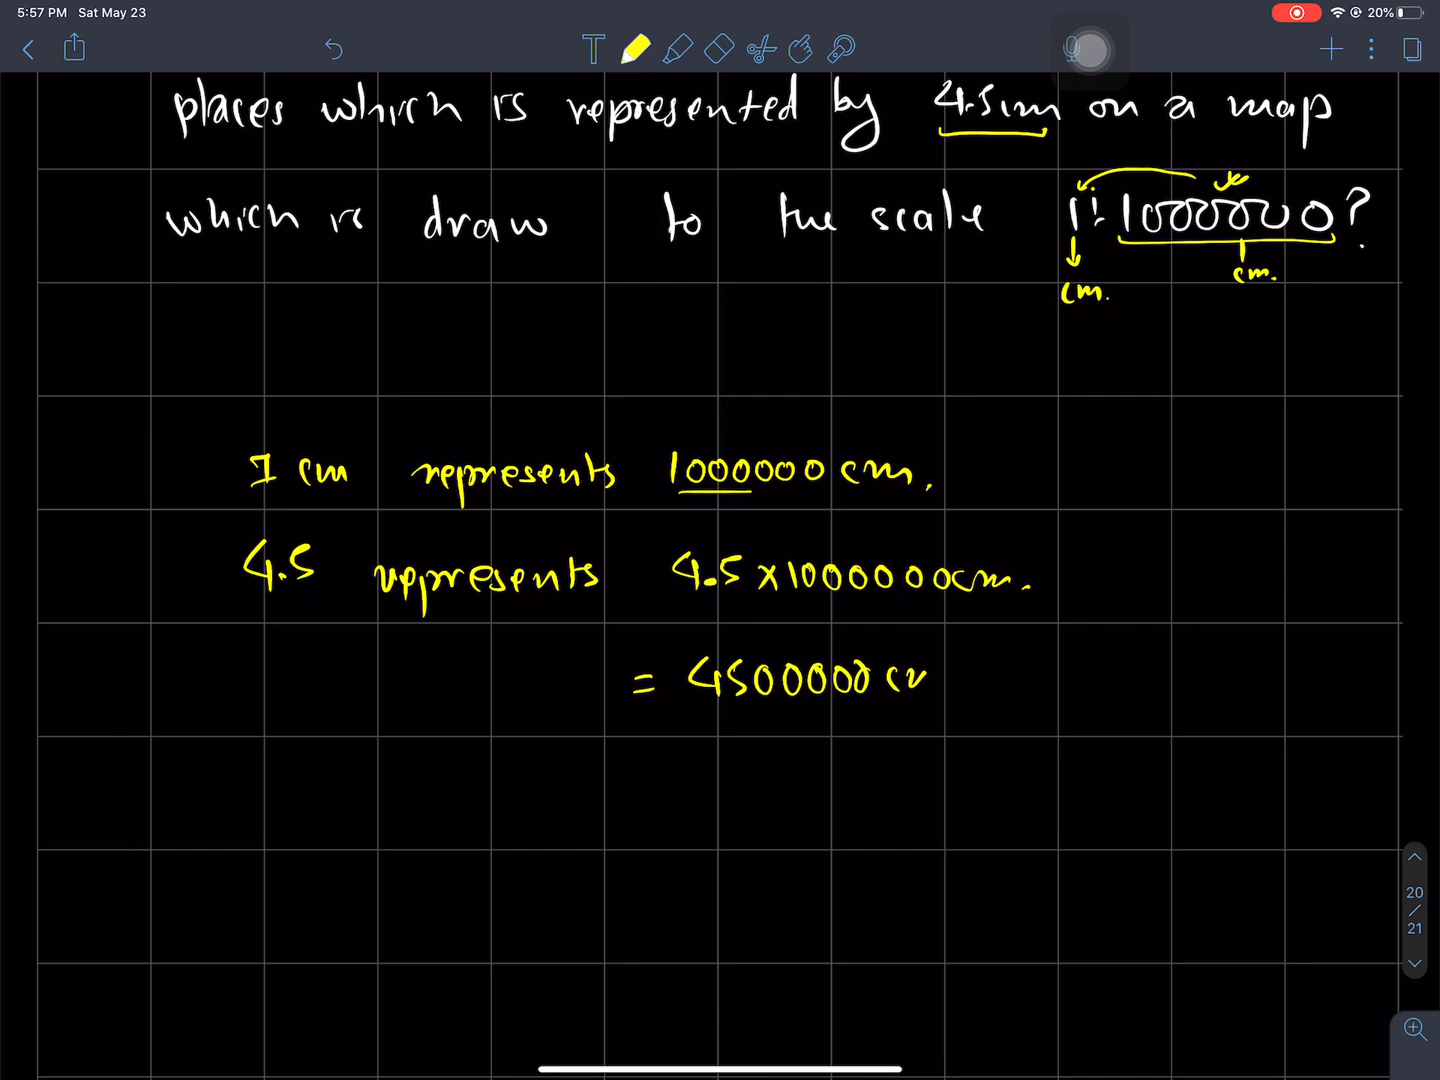 5:57 PM Sat May 23
20%
T
places which is represented by 4.5cm on a map
which is draw to the scale 1:1000000?
cm.
cm.
1 cm represents 1000000 cm.
4.5 represents 4.5 x 1000000cm.
= 4500000 cm
20
/
21